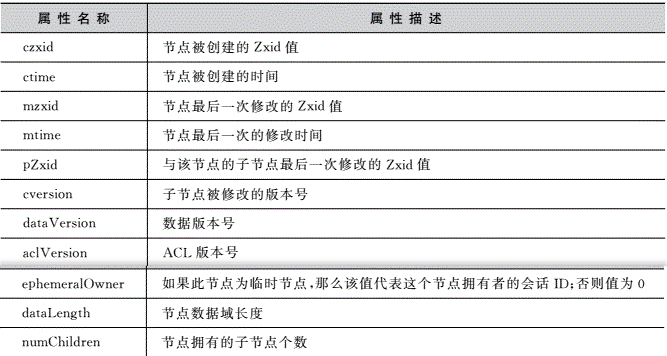 属性名称 属性描述
czxid 节点被创建的 Zxid 值
ctime 节点被创建的时间
mzxid 节点最后一次修改的 Zxid 值
mtime 节点最后一次的修改时间
pZxid 与该节点的子节点最后一次修改的 Zxid 值
cversion 子节点被修改的版本号
dataVersion 数据版本号
aclVersion ACL 版本号
ephemeralOwner 如果此节点为临时节点,那么该值代表这个节点拥有者的会话 ID;否则值为 0
dataLength 节点数据域长度
numChildren 节点拥有的子节点个数